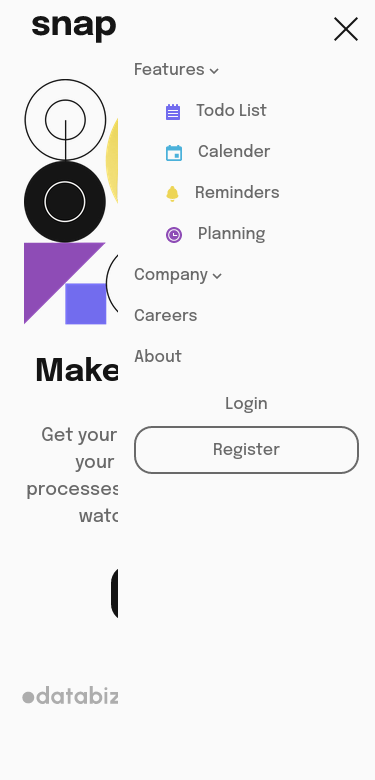 snap
Features
Todo List
Calender
Reminders
Planning
Company
Careers
About
Login
Register
Make
Get your
your
processes
watc
databiz